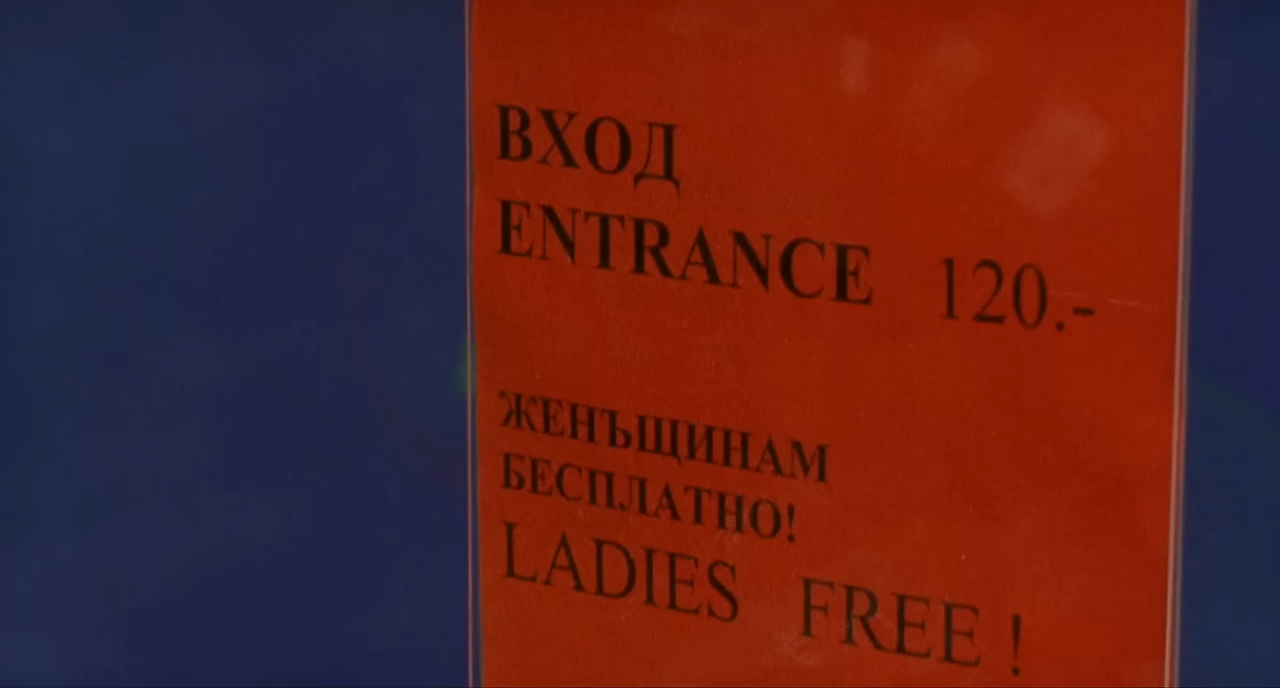 ВХОД
ENTRANCE 120.-
ЖЕНЪЩИНАМ
БЕСПЛАТНО!
LADIES FREE !